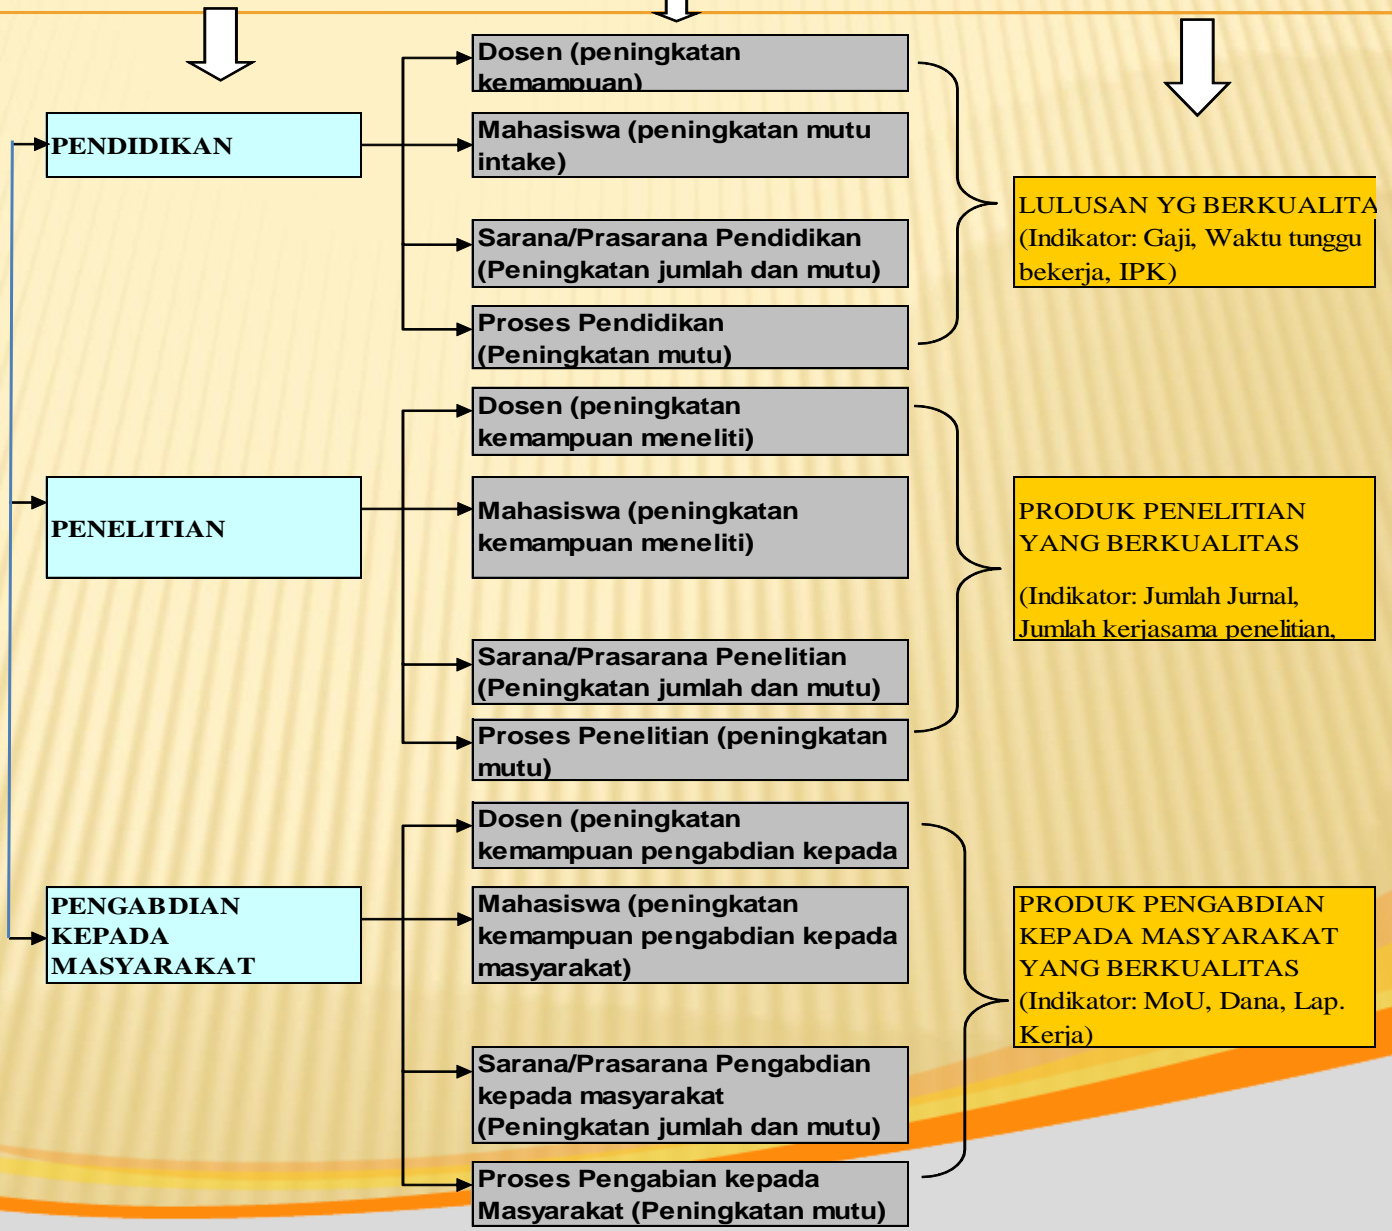 PENDIDIKAN
Dosen (peningkatan
kemampuan)
Mahasiswa (peningkatan mutu
intake)
Sarana/Prasarana Pendidikan
(Peningkatan jumlah dan mutu)
Proses Pendidikan
(Peningkatan mutu)
LULUSAN YG BERKUALITA
(Indikator: Gaji, Waktu tunggu
bekerja, IPK)
PENELITIAN
Dosen (peningkatan
kemampuan meneliti)
Mahasiswa (peningkatan
kemampuan meneliti)
Sarana/Prasarana Penelitian
(Peningkatan jumlah dan mutu)
Proses Penelitian (peningkatan
mutu)
PRODUK PENELITIAN
YANG BERKUALITAS
(Indikator: Jumlah Jurnal,
Jumlah kerjasama penelitian,
PENGABDIAN
KEPADA
MASYARAKAT
Dosen (peningkatan
kemampuan pengabdian kepada
Mahasiswa (peningkatan
kemampuan pengabdian kepada
masyarakat)
Sarana/Prasarana Pengabdian
kepada masyarakat
(Peningkatan jumlah dan mutu)
Proses Pengabian kepada
Masyarakat (Peningkatan mutu)
PRODUK PENGABDIAN
KEPADA MASYARAKAT
YANG BERKUALITAS
(Indikator: MoU, Dana, Lap.
Kerja)